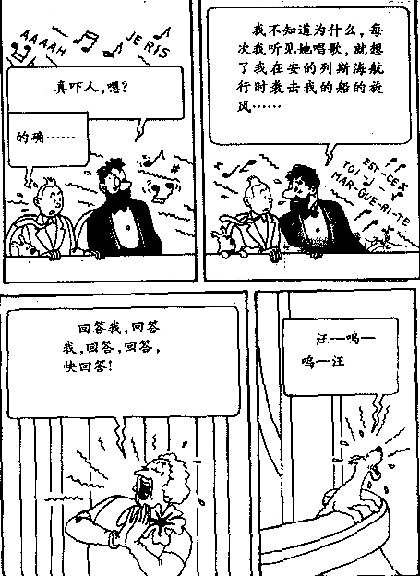 AAAAH
JE RIS
真吓人,嗯?
的确……
我不知道为什么,每
次我听见她唱歌,就想
了我在安的列斯海航
行时袭击我的船的旋
风……
EST-CE
TOI
MAR-GUE-RI-TE
回答我,回答
我,回答,回答,
快回答!
汪—呜—
呜—汪